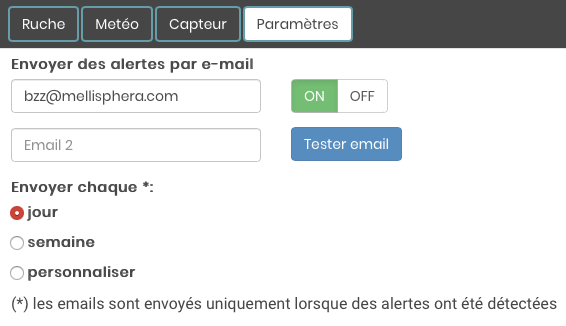 Ruche Metéo Capteur Paramètres
Envoyer des alertes par e-mail
bzz@mellisphera.com ON OFF
Email 2 Tester email
Envoyer chaque *:
jour
semaine
personnaliser
(*) les emails sont envoyés uniquement lorsque des alertes ont été détectées